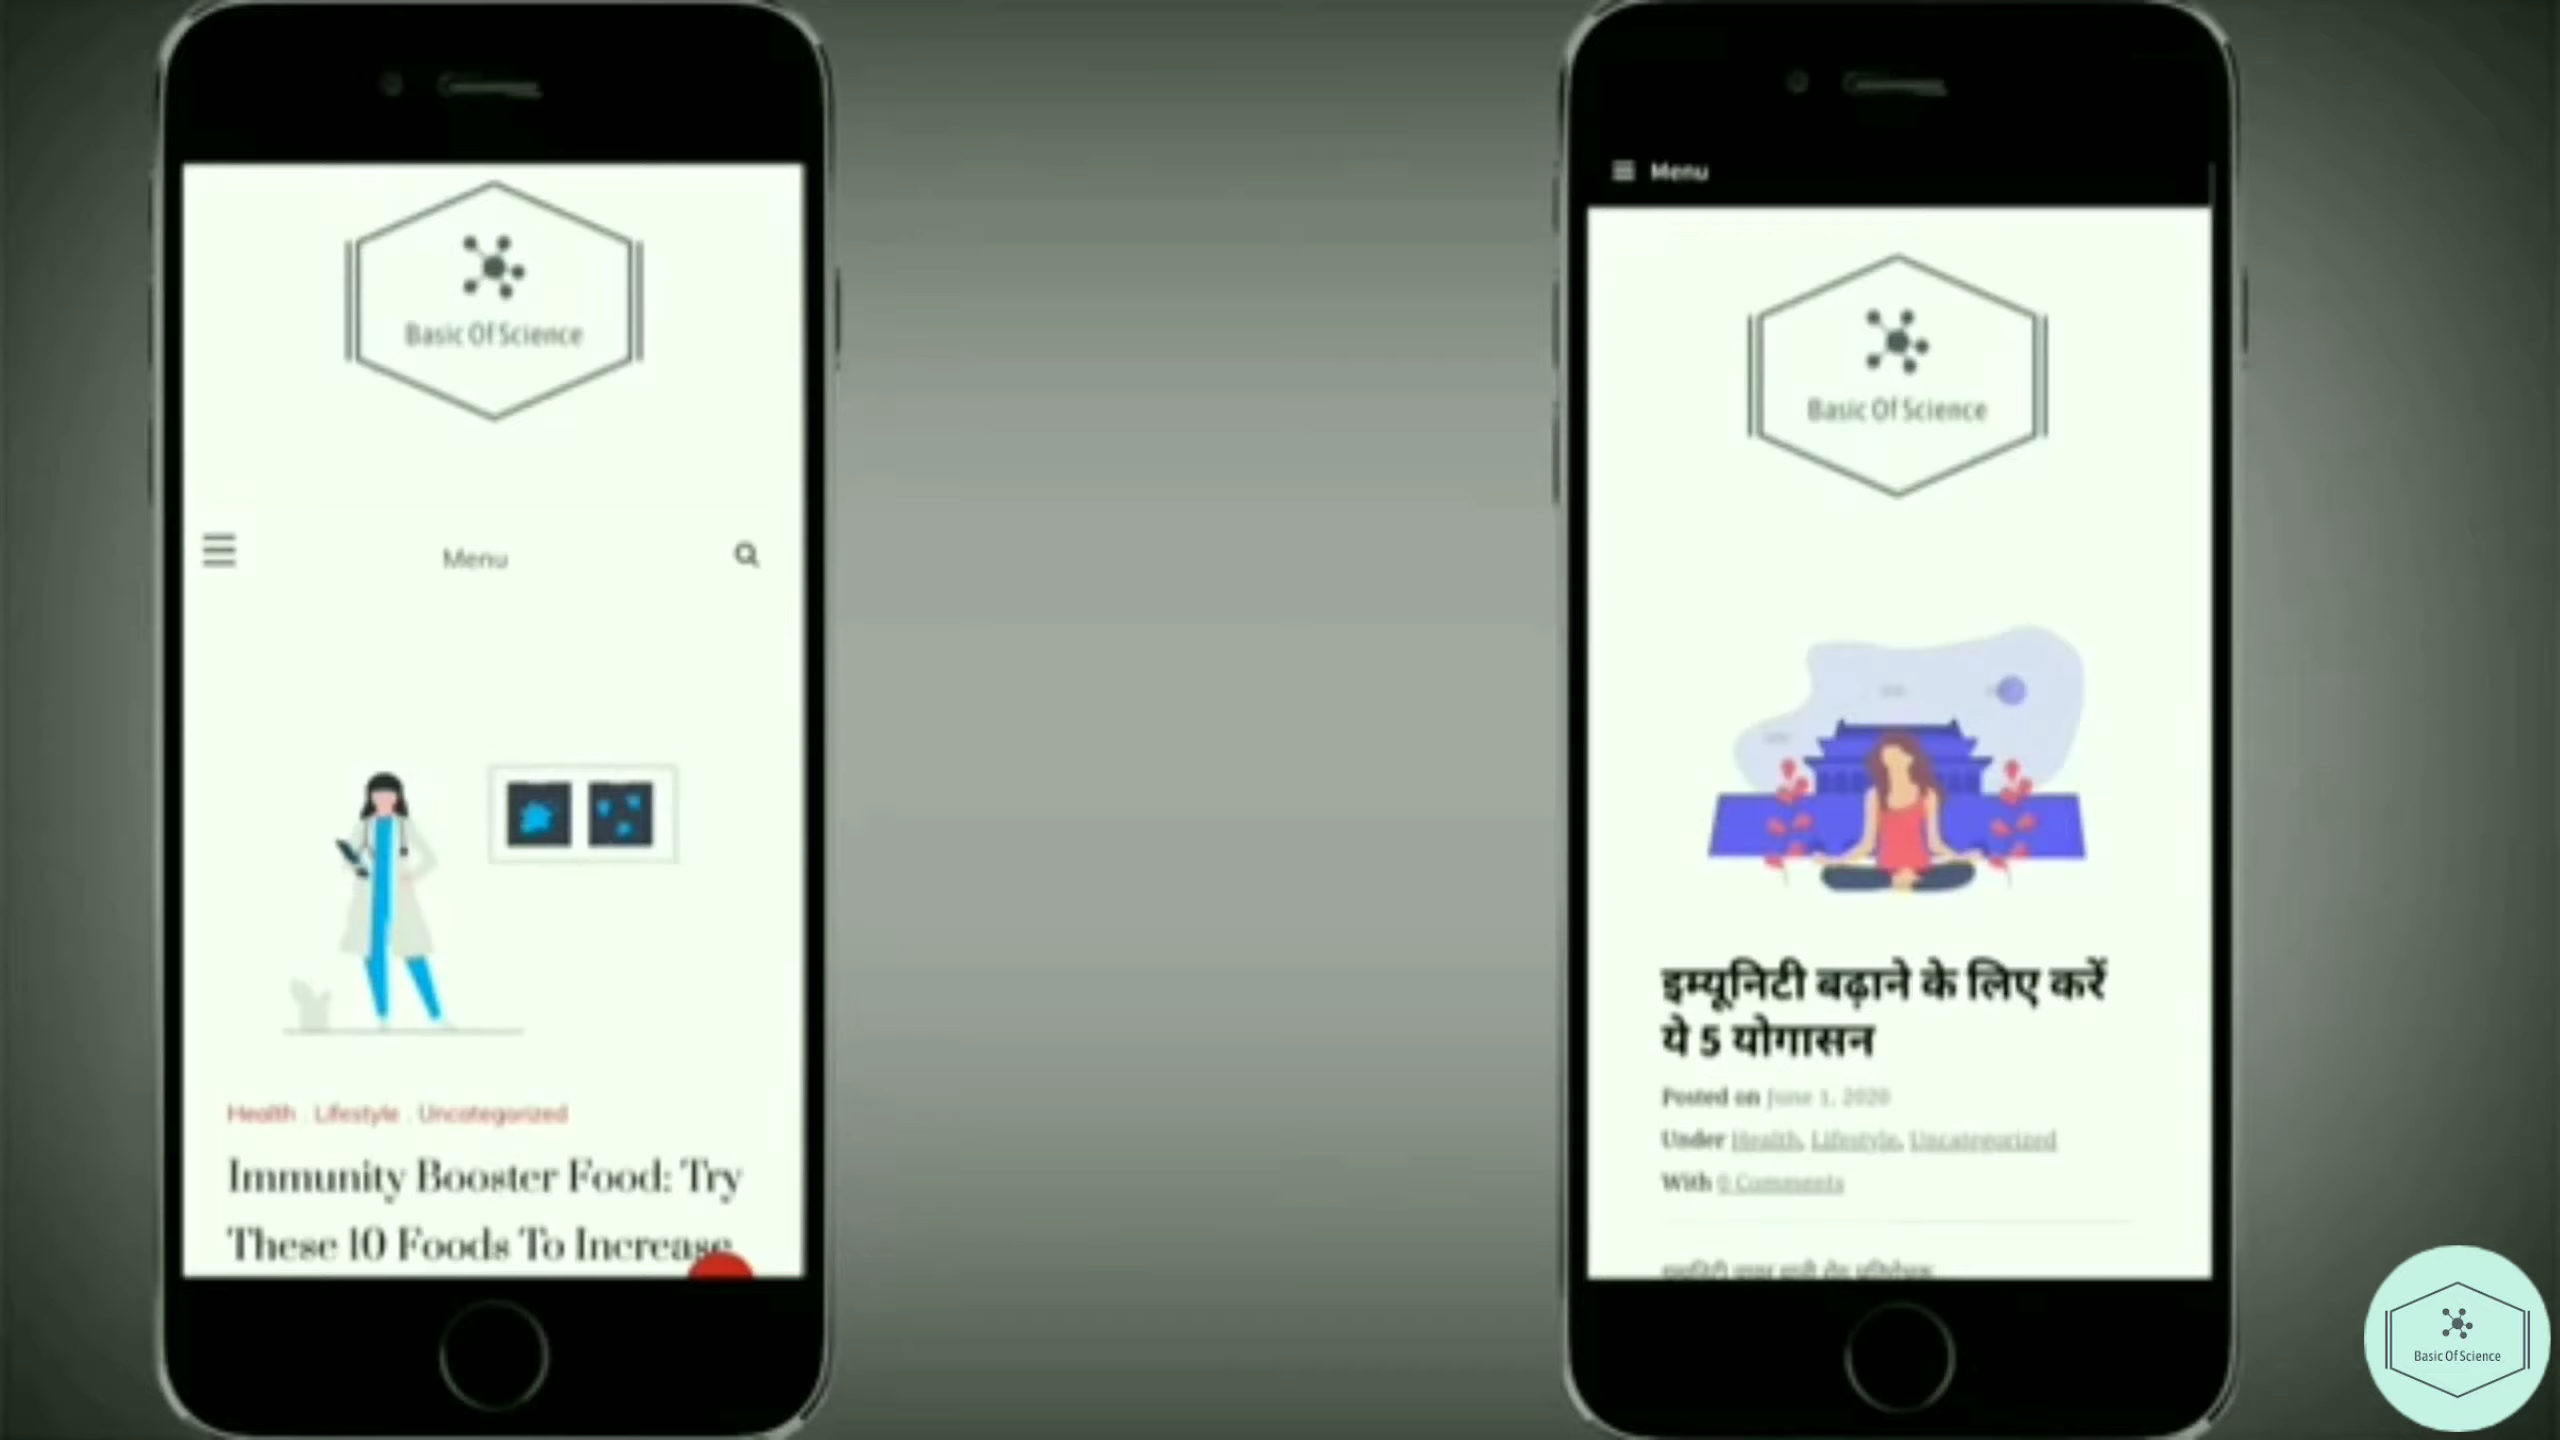 Basic Of Science
Menu
Health . Lifestyle . Uncategorized
Immunity Booster Food: Try
These 10 Foods To Increase
Menu
Basic Of Science
इम्यूनिटी बढ़ाने के लिए करें
ये 5 योगासन
Posted on June 1, 2020
Under Health, Lifestyle, Uncategorized
With 0 Comments
Basic Of Science